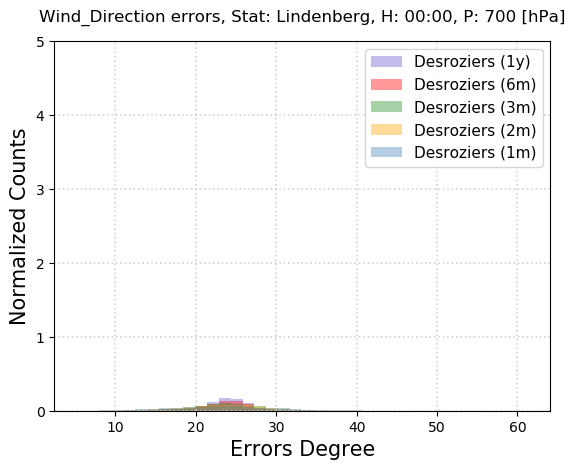 Wind_Direction errors, Stat: Lindenberg, H: 00:00, P: 700 [hPa]
5
4
3
2
1
0
Normalized Counts
Desroziers (1y)
Desroziers (6m)
Desroziers (3m)
Desroziers (2m)
Desroziers (1m)
10 20 30 40 50 60
Errors Degree